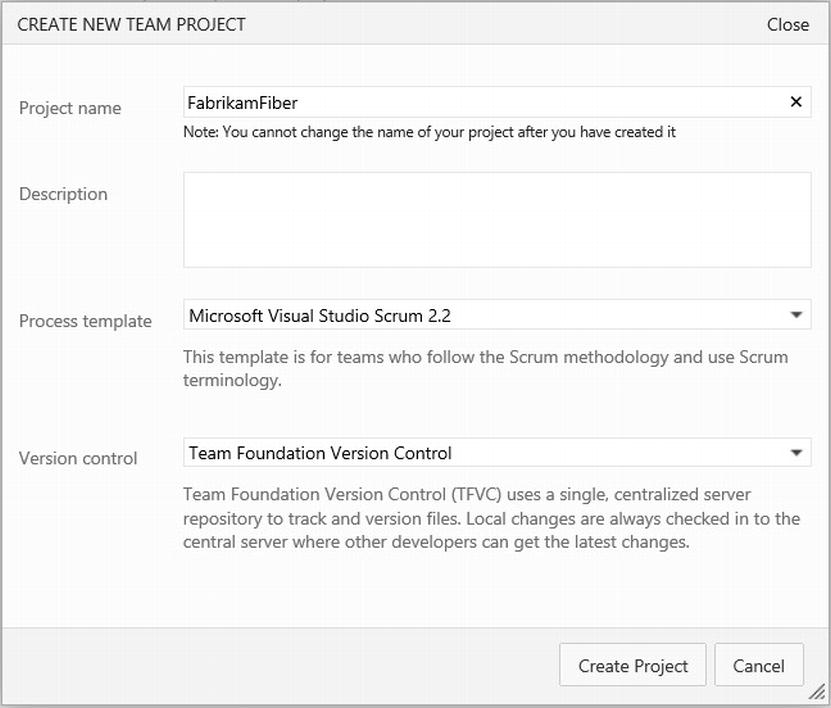 CREATE NEW TEAM PROJECT
Close
Project name
FabrikamFiber
Note: You cannot change the name of your project after you have created it
Description
Process template
Microsoft Visual Studio Scrum 2.2
This template is for teams who follow the Scrum methodology and use Scrum
terminology.
Version control
Team Foundation Version Control
Team Foundation Version Control (TFVC) uses a single, centralized server
repository to track and version files. Local changes are always checked in to the
central server where other developers can get the latest changes.
Create Project
Cancel